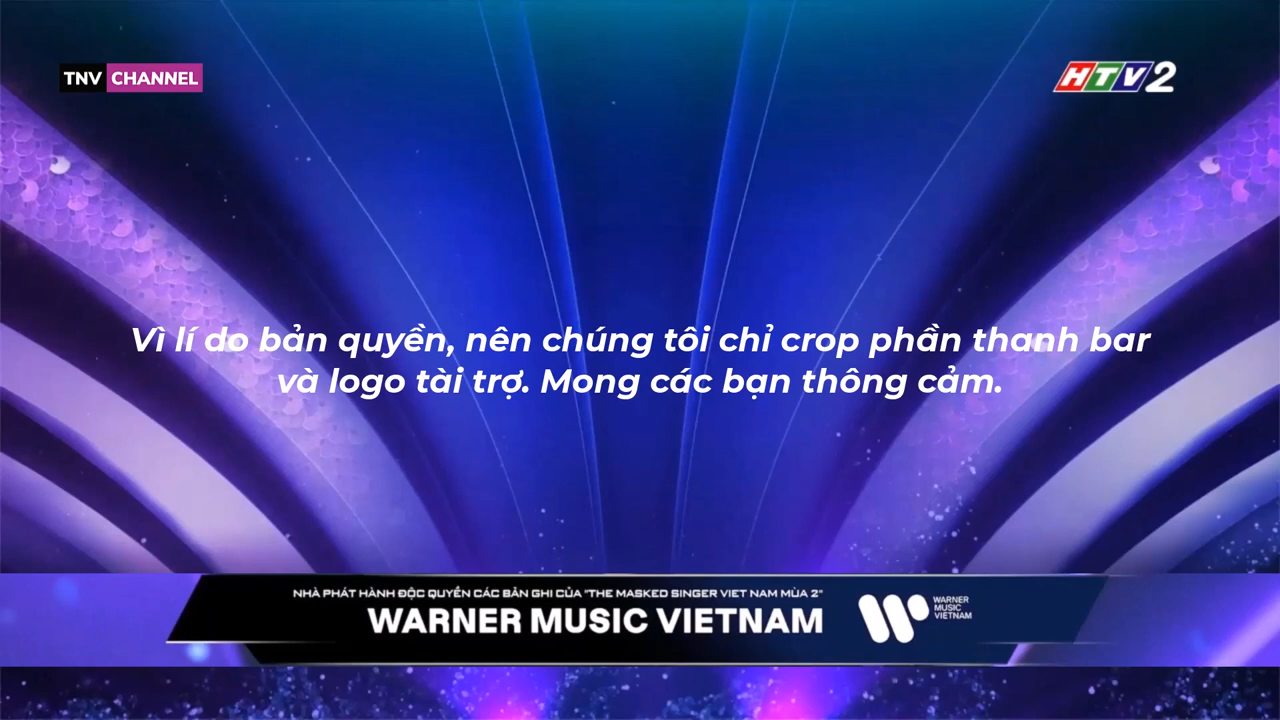 TNV CHANNEL
HTV2
Vì lí do bản quyền, nên chúng tôi chỉ crop phần thanh bar
và logo tài trợ. Mong các bạn thông cảm.
NHÀ PHÁT HÀNH ĐỘC QUYỀN CÁC BẢN GHI CỦA "THE MASKED SINGER VIET NAM MÙA 2"
WARNER MUSIC VIETNAM
WARNER
MUSIC
VIETNAM